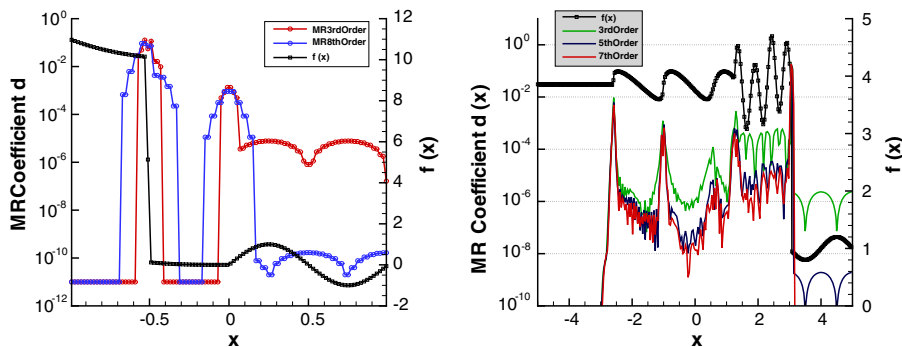 MRCoefficient d
10^0
10^-2
10^-4
10^-6
10^-8
10^-10
10^-12
MR3rdOrder
MR8thOrder
f (x)
12
10
8
6
4
2
0
-2
f (x)
-0.5
0
0.5
x
MR Coefficient d (x)
10^0
10^-2
10^-4
10^-6
10^-8
10^-10
f(x)
3rdOrder
5thOrder
7thOrder
5
4
3
2
1
0
f (x)
-4
-2
0
2
4
x